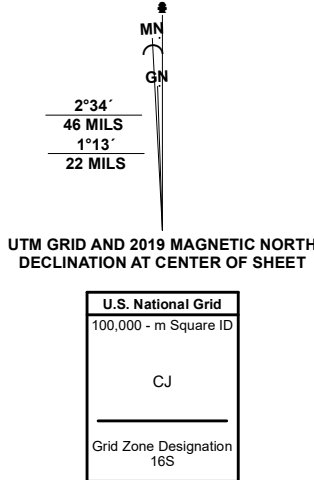 MN
GN
2°34´
46 MILS
1°13´
22 MILS
UTM GRID AND 2019 MAGNETIC NORTH
DECLINATION AT CENTER OF SHEET
U.S. National Grid
100,000 - m Square ID
CJ
Grid Zone Designation
16S